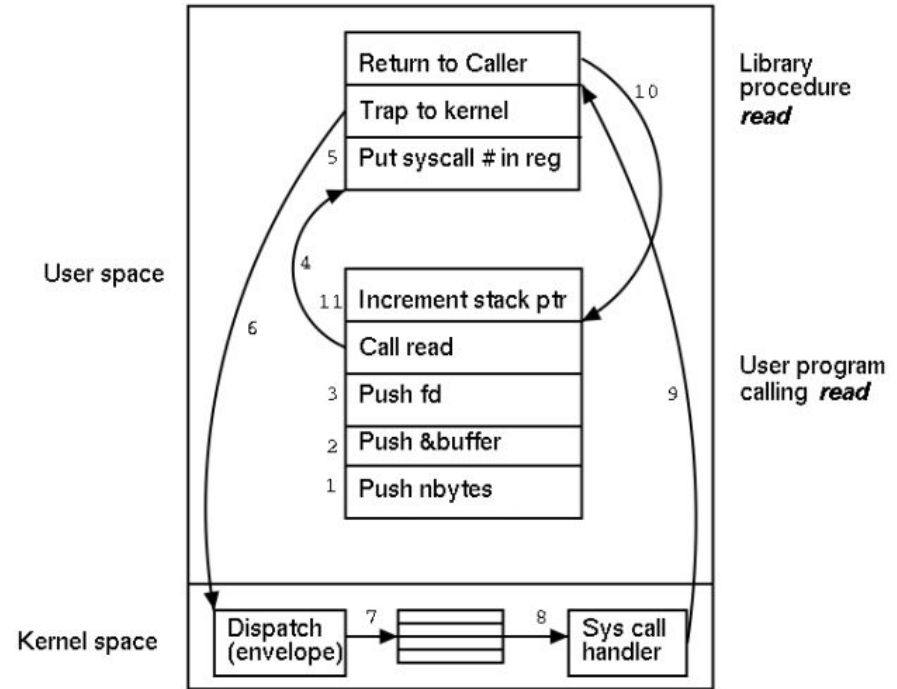 Return to Caller
Trap to kernel
5 Put syscall # in reg
10
Library
procedure
read
4
User space
6
11 Increment stack ptr
Call read
3 Push fd
2 Push &buffer
1 Push nbytes
9
User program
calling read
Kernel space
Dispatch
(envelope)
7
8
Sys call
handler